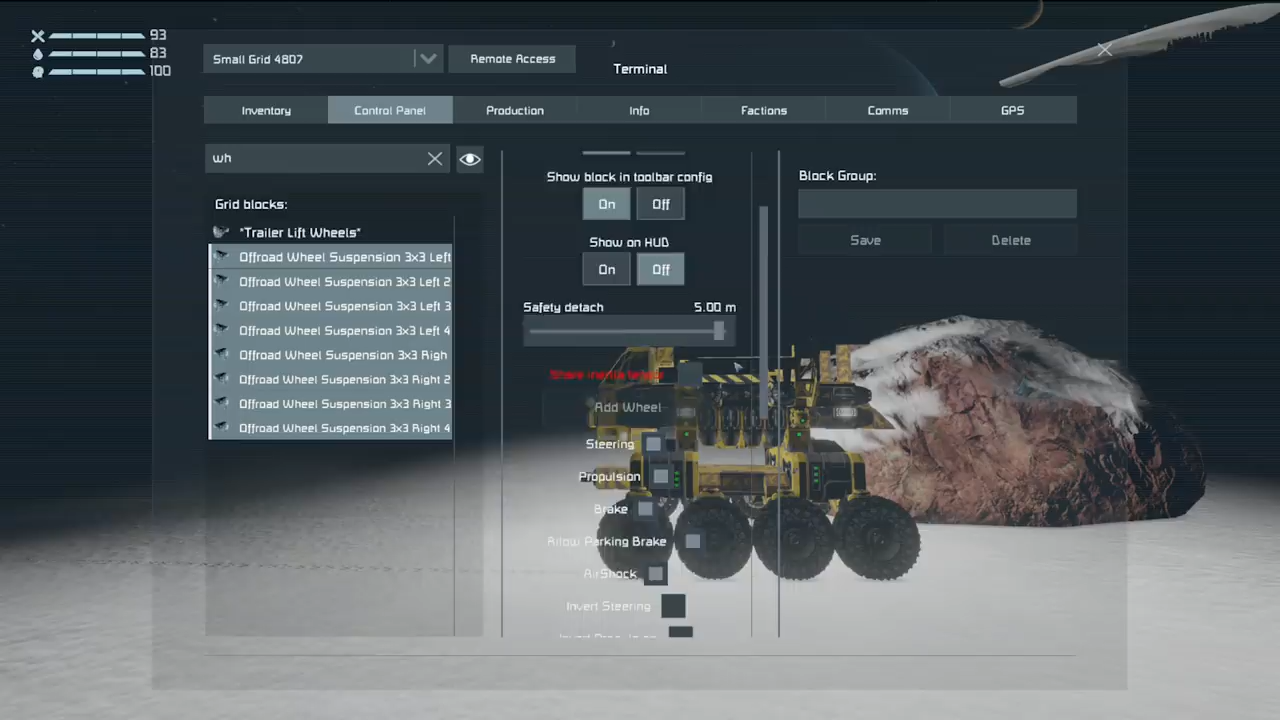 93
83
100
Small Grid 4807
Remote Access
Terminal
Inventory
Control Panel
Production
Info
Factions
Comms
GPS
wh
Grid blocks:
*Trailer Lift Wheels*
Offroad Wheel Suspension 3x3 Left
Offroad Wheel Suspension 3x3 Left 2
Offroad Wheel Suspension 3x3 Left 3
Offroad Wheel Suspension 3x3 Left 4
Offroad Wheel Suspension 3x3 Righ
Offroad Wheel Suspension 3x3 Right 2
Offroad Wheel Suspension 3x3 Right 3
Offroad Wheel Suspension 3x3 Right 4
Show block in toolbar config
On
Off
Show on HUD
On
Off
Safety detach
5.00 m
Share inertia tensor
Add Wheel
Steering
Propulsion
Brake
Allow Parking Brake
AirShock
Invert Steering
Block Group:
Save
Delete